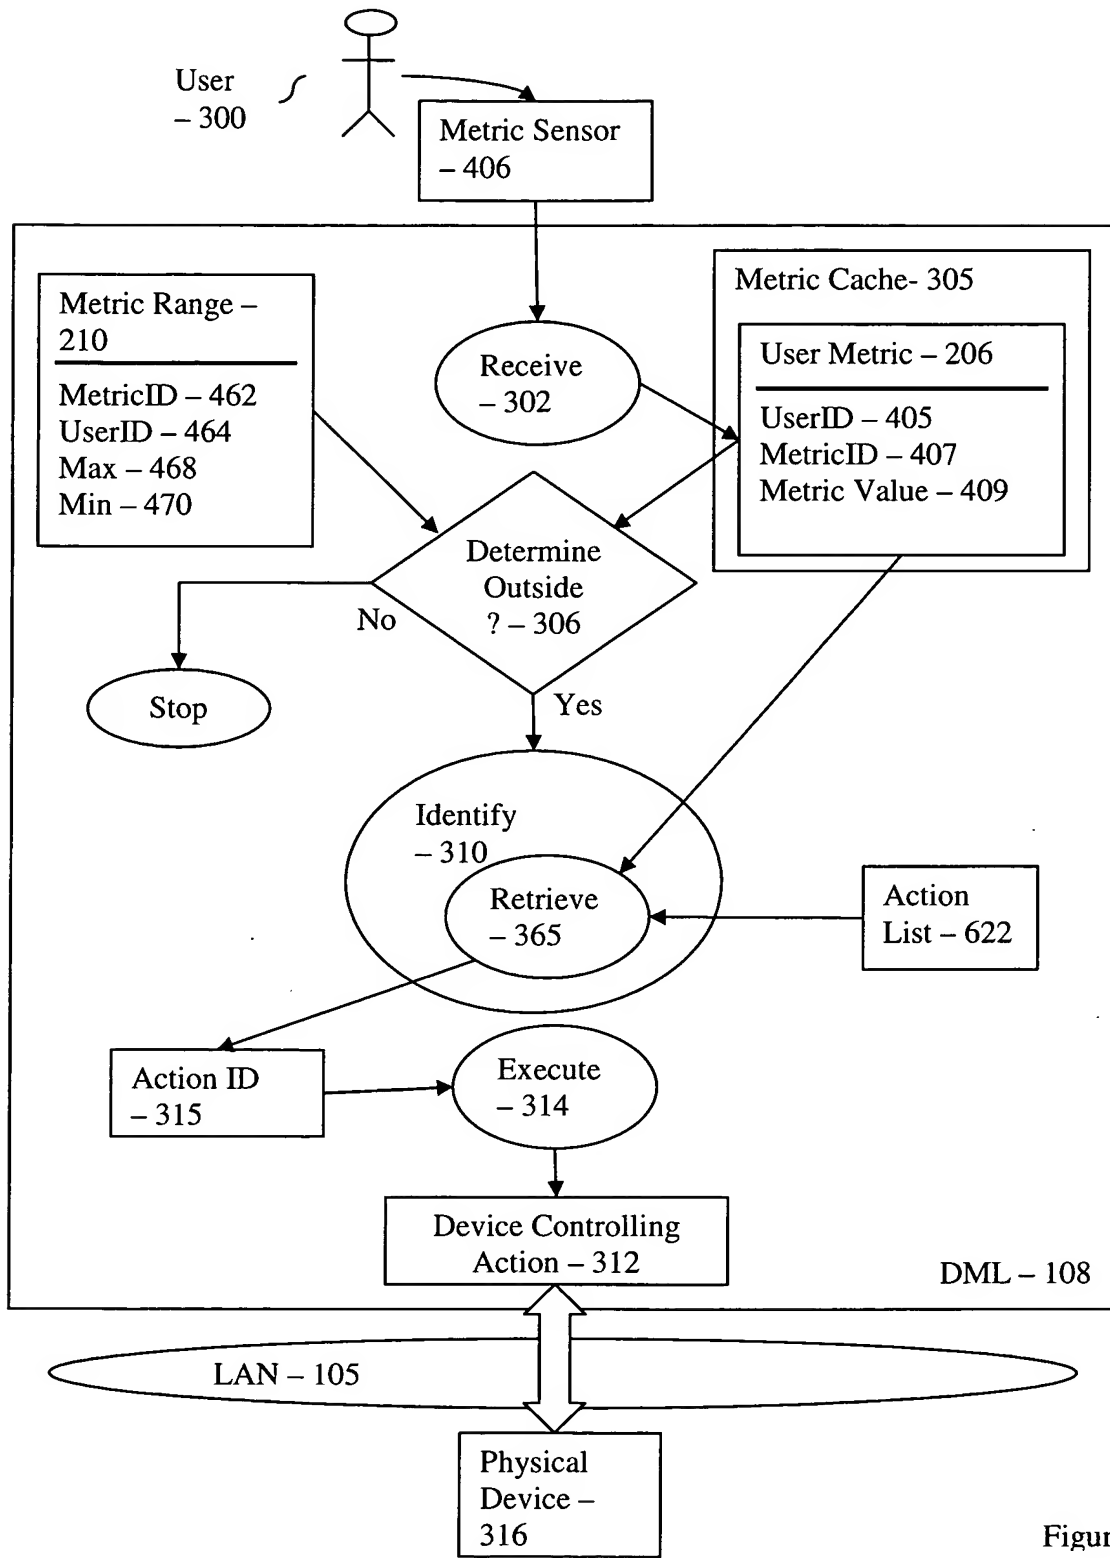 User
– 300
Metric Sensor
– 406
Metric Range –
210
MetricID – 462
UserID – 464
Max – 468
Min – 470
Receive
– 302
Metric Cache- 305
User Metric – 206
UserID – 405
MetricID – 407
Metric Value – 409
Determine
Outside
? – 306
No
Yes
Stop
Identify
– 310
Retrieve
– 365
Action
List – 622
Action ID
– 315
Execute
– 314
Device Controlling
Action – 312
DML – 108
LAN – 105
Physical
Device –
316
Figur